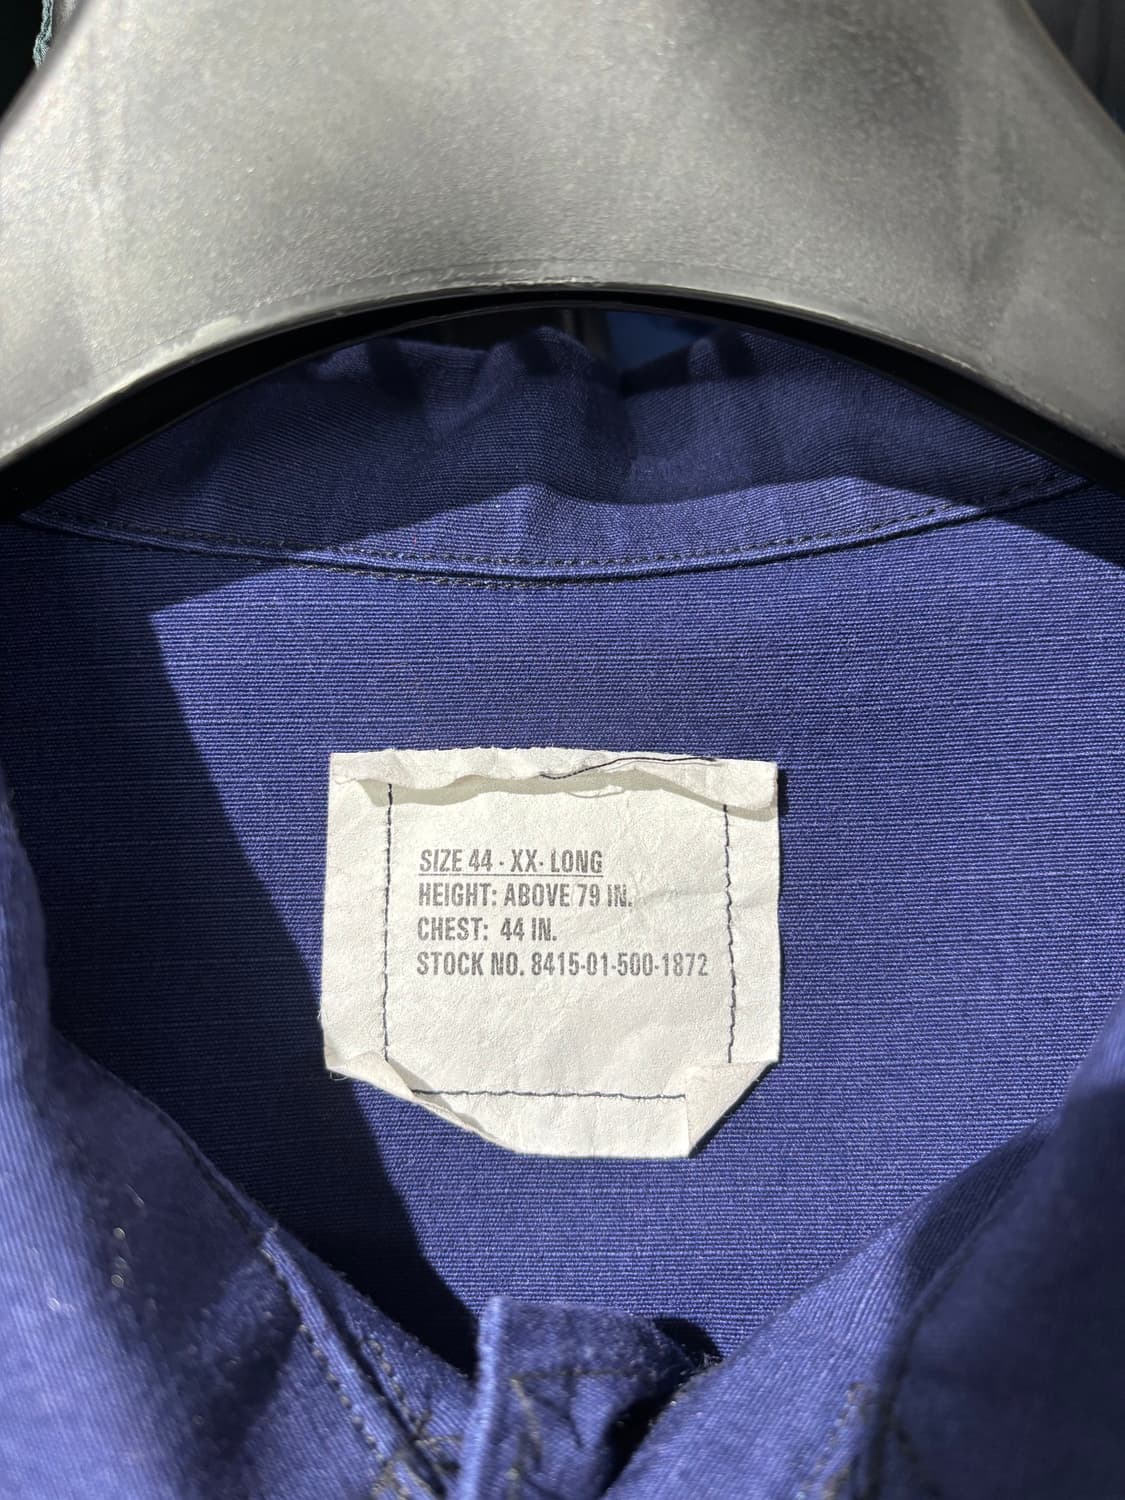 SIZE 44 · XX · LONG
HEIGHT: ABOVE 79 IN.
CHEST: 44 IN.
STOCK NO. 8415-01-500-1872